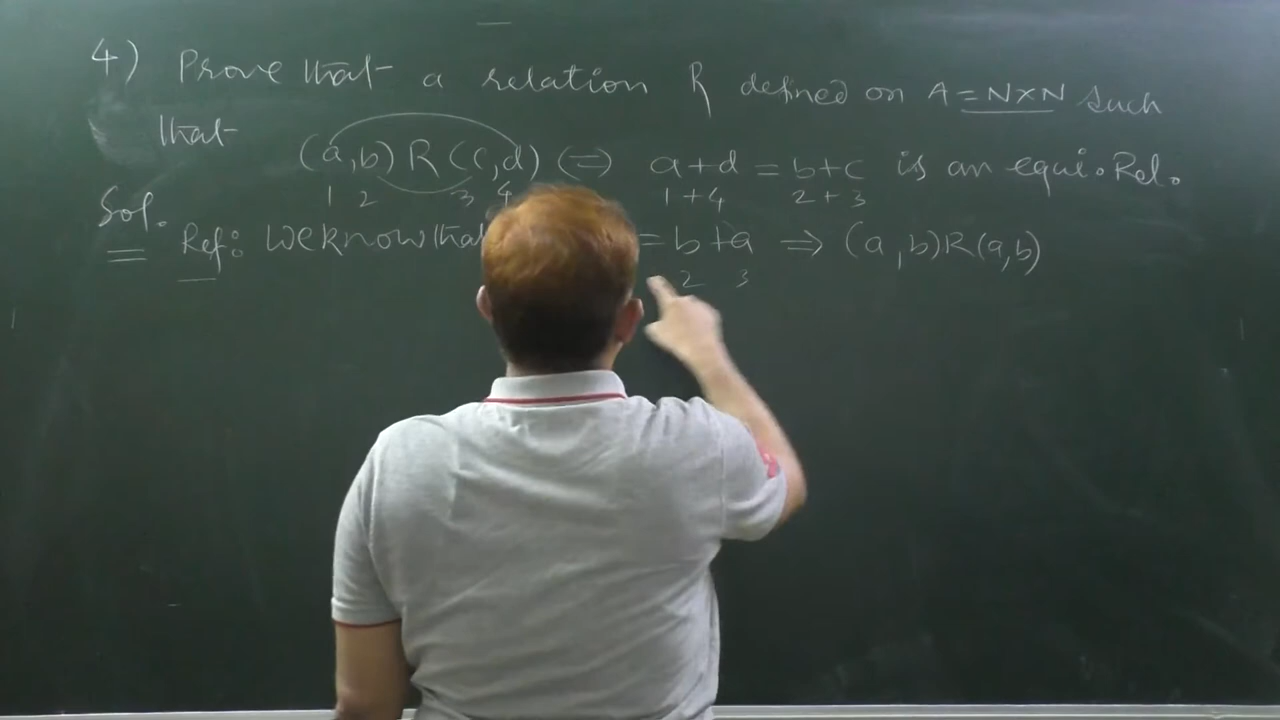 4) Prove that a relation R defined on A = N×N such
that (a,b) R (c,d) (=) a+d = b+c is an equi. Rel.
1 2 3 4 1+4 2+3
Sol. Ref: We know that = b+a ⇒ (a,b)R(a,b)
2 3